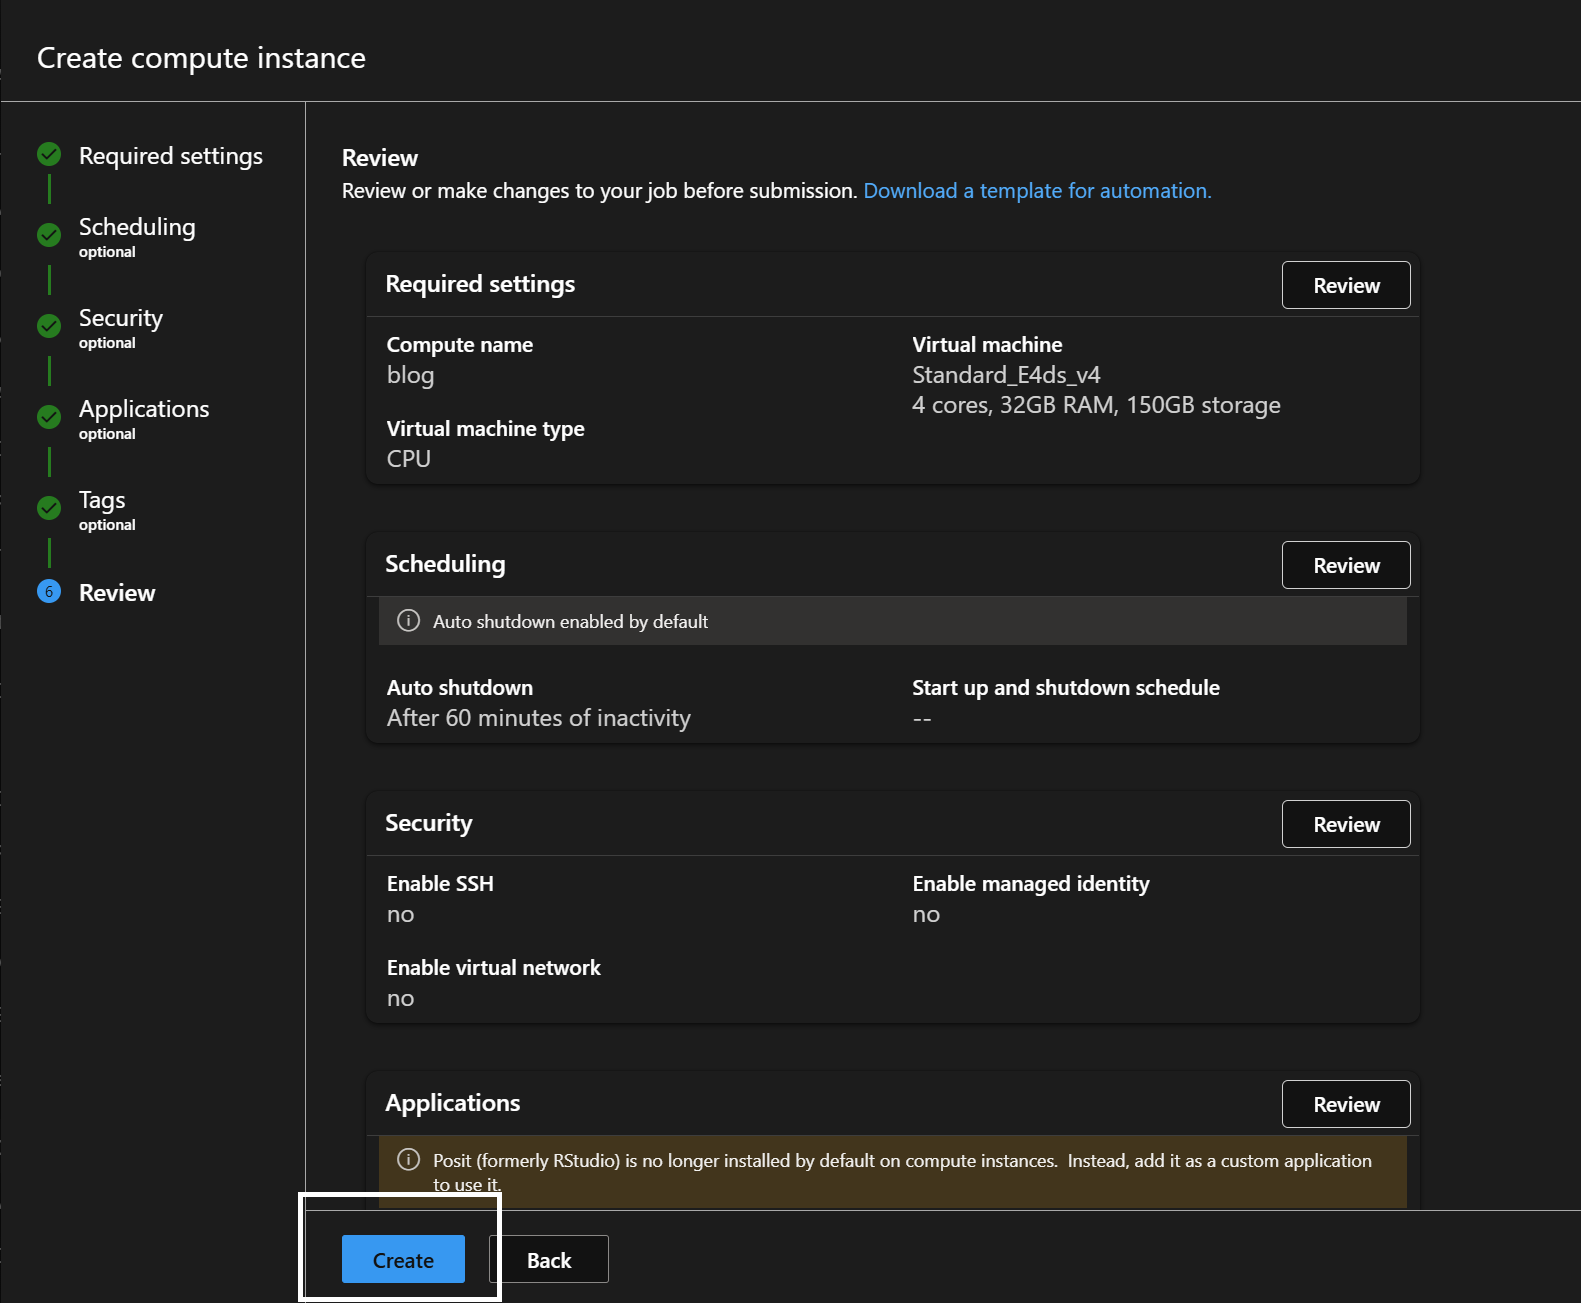 Create compute instance
Required settings
Scheduling
optional
Security
optional
Applications
optional
Tags
optional
6
Review
Review
Review or make changes to your job before submission. Download a template for automation.
Required settings
Review
Compute name
blog
Virtual machine
Standard_E4ds_v4
4 cores, 32GB RAM, 150GB storage
Virtual machine type
CPU
Scheduling
Review
Auto shutdown enabled by default
Auto shutdown
After 60 minutes of inactivity
Start up and shutdown schedule
--
Security
Review
Enable SSH
no
Enable managed identity
no
Enable virtual network
no
Applications
Review
Posit (formerly RStudio) is no longer installed by default on compute instances.  Instead, add it as a custom application
to use it.
Create
Back